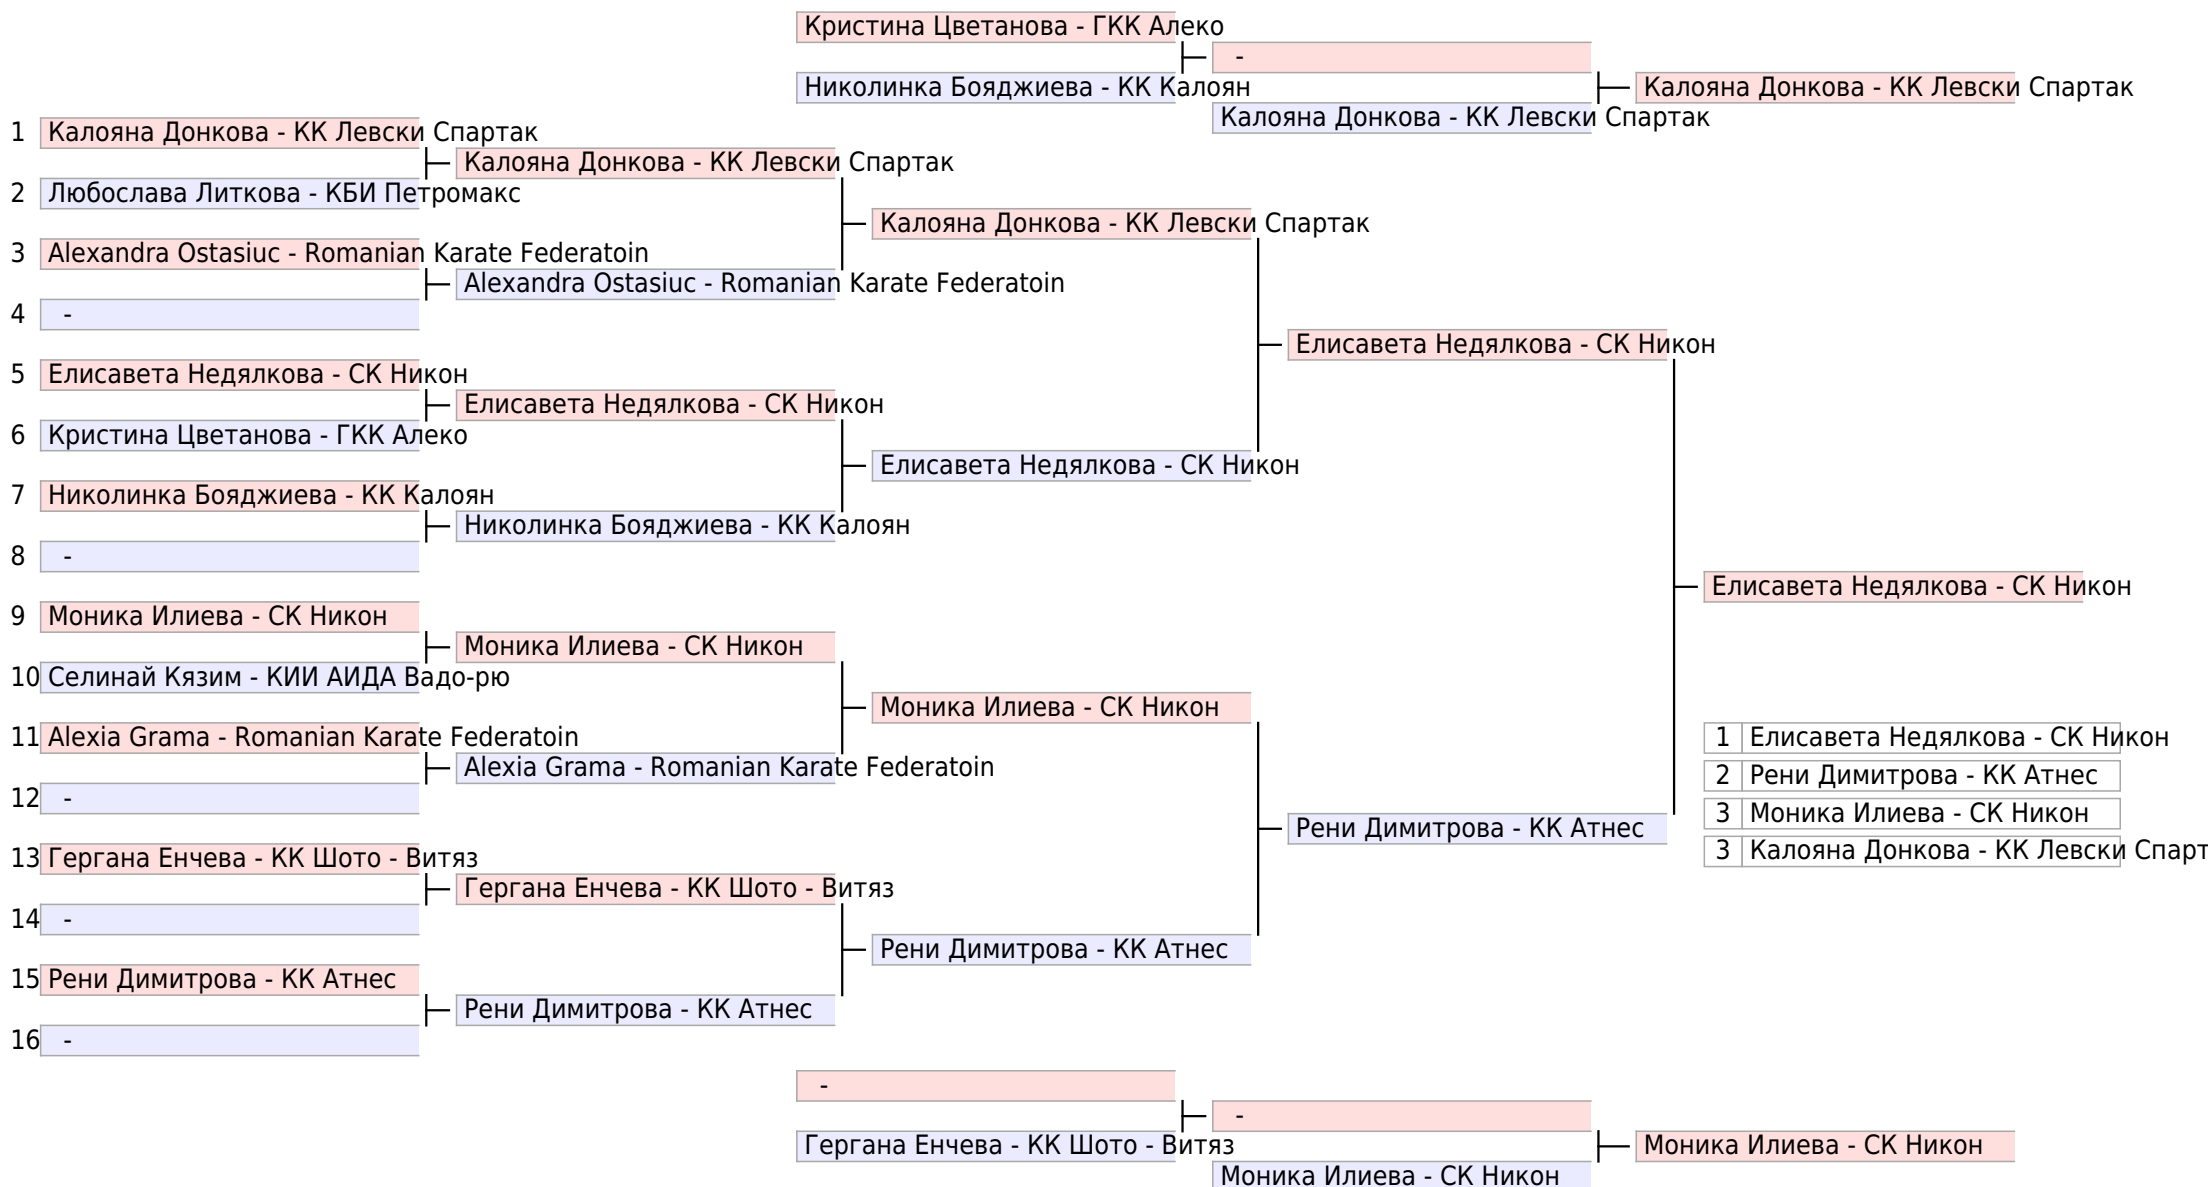 Кристина Цветанова - ГКК Алеко
-
Николинка Бояджиева - КК Калоян
Калояна Донкова - КК Левски Спартак
Калояна Донкова - КК Левски Спартак
1 Калояна Донкова - КК Левски Спартак
Калояна Донкова - КК Левски Спартак
2 Любослава Литкова - КБИ Петромакс
Калояна Донкова - КК Левски Спартак
3 Alexandra Ostasiuc - Romanian Karate Federatoin
Alexandra Ostasiuc - Romanian Karate Federatoin
4 -
Елисавета Недялкова - СК Никон
5 Елисавета Недялкова - СК Никон
Елисавета Недялкова - СК Никон
6 Кристина Цветанова - ГКК Алеко
Елисавета Недялкова - СК Никон
7 Николинка Бояджиева - КК Калоян
Николинка Бояджиева - КК Калоян
8 -
Елисавета Недялкова - СК Никон
9 Моника Илиева - СК Никон
Моника Илиева - СК Никон
10 Селинай Кязим - КИИ АИДА Вадо-рю
Моника Илиева - СК Никон
11 Alexia Grama - Romanian Karate Federatoin
Alexia Grama - Romanian Karate Federatoin
12 -
Рени Димитрова - КК Атнес
13 Гергана Енчева - КК Шото - Витяз
Гергана Енчева - КК Шото - Витяз
14 -
Рени Димитрова - КК Атнес
15 Рени Димитрова - КК Атнес
Рени Димитрова - КК Атнес
16 -
1 Елисавета Недялкова - СК Никон
2 Рени Димитрова - КК Атнес
3 Моника Илиева - СК Никон
3 Калояна Донкова - КК Левски Спарт
-
-
Гергана Енчева - КК Шото - Витяз
Моника Илиева - СК Никон
Моника Илиева - СК Никон